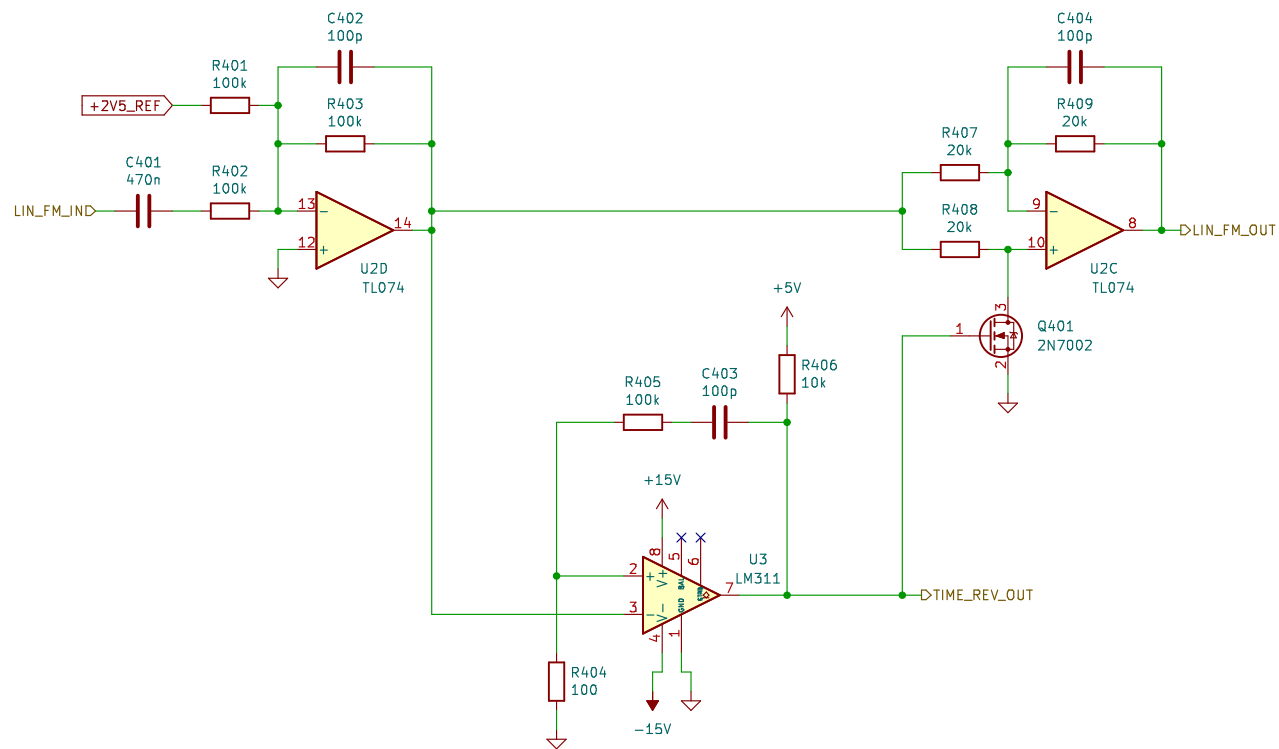 C402
100p
R401
100k
+2V5_REF
R403
100k
C401
470n
R402
100k
LIN_FM_IN
13
12
14
U2D
TL074
C404
100p
R409
20k
R407
20k
R408
20k
9
10
8
LIN_FM_OUT
U2C
TL074
+5V
3
1
2
Q401
2N7002
R406
10k
C403
100p
R405
100k
+15V
8
5
6
U3
LM311
2
3
7
V+
BAL
V-
GND
4
1
TIME_REV_OUT
R404
100
-15V